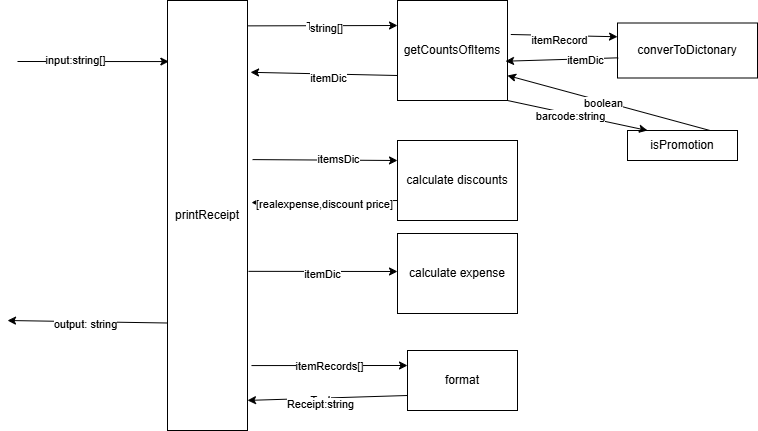 input:string[]
printReceipt
output: string
string[]
getCountsOfItems
itemDic
itemRecord
converToDictonary
itemDic
boolean
barcode:string
isPromotion
itemsDic
calculate discounts
[realexpense,discount price]
itemDic
calculate expense
itemRecords[]
format
Receipt:string